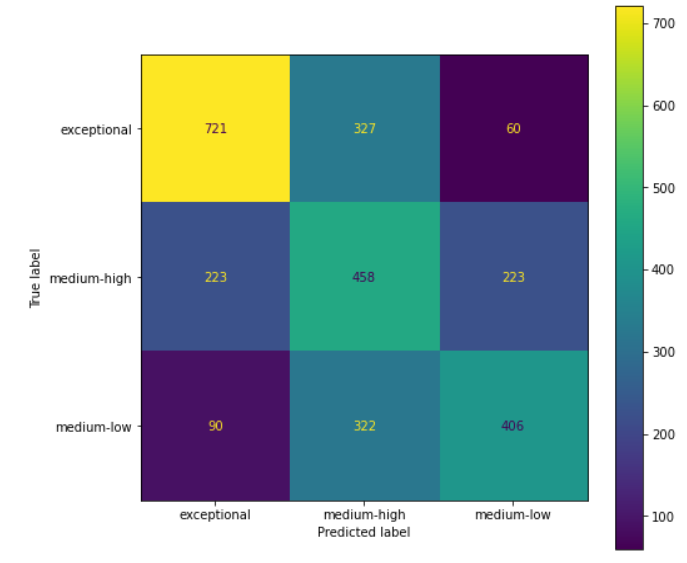 700
600
500
400
300
200
100
exceptional 721 327 60
medium-high 223 458 223
medium-low 90 322 406
exceptional medium-high medium-low
Predicted label
True label